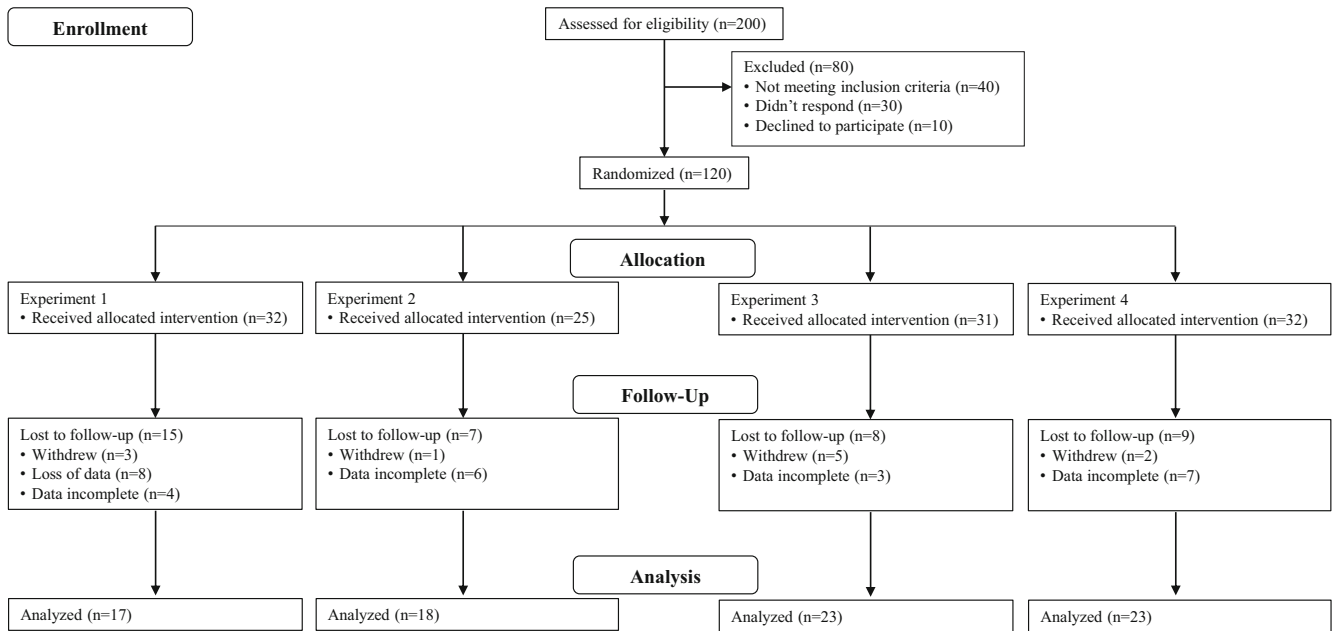 Enrollment
Assessed for eligibility (n=200)
Excluded (n=80)
• Not meeting inclusion criteria (n=40)
• Didn’t respond (n=30)
• Declined to participate (n=10)
Randomized (n=120)
Allocation
Experiment 1
• Received allocated intervention (n=32)
Experiment 2
• Received allocated intervention (n=25)
Experiment 3
• Received allocated intervention (n=31)
Experiment 4
• Received allocated intervention (n=32)
Follow-Up
Lost to follow-up (n=15)
• Withdrew (n=3)
• Loss of data (n=8)
• Data incomplete (n=4)
Lost to follow-up (n=7)
• Withdrew (n=1)
• Data incomplete (n=6)
Lost to follow-up (n=8)
• Withdrew (n=5)
• Data incomplete (n=3)
Lost to follow-up (n=9)
• Withdrew (n=2)
• Data incomplete (n=7)
Analysis
Analyzed (n=17)
Analyzed (n=18)
Analyzed (n=23)
Analyzed (n=23)